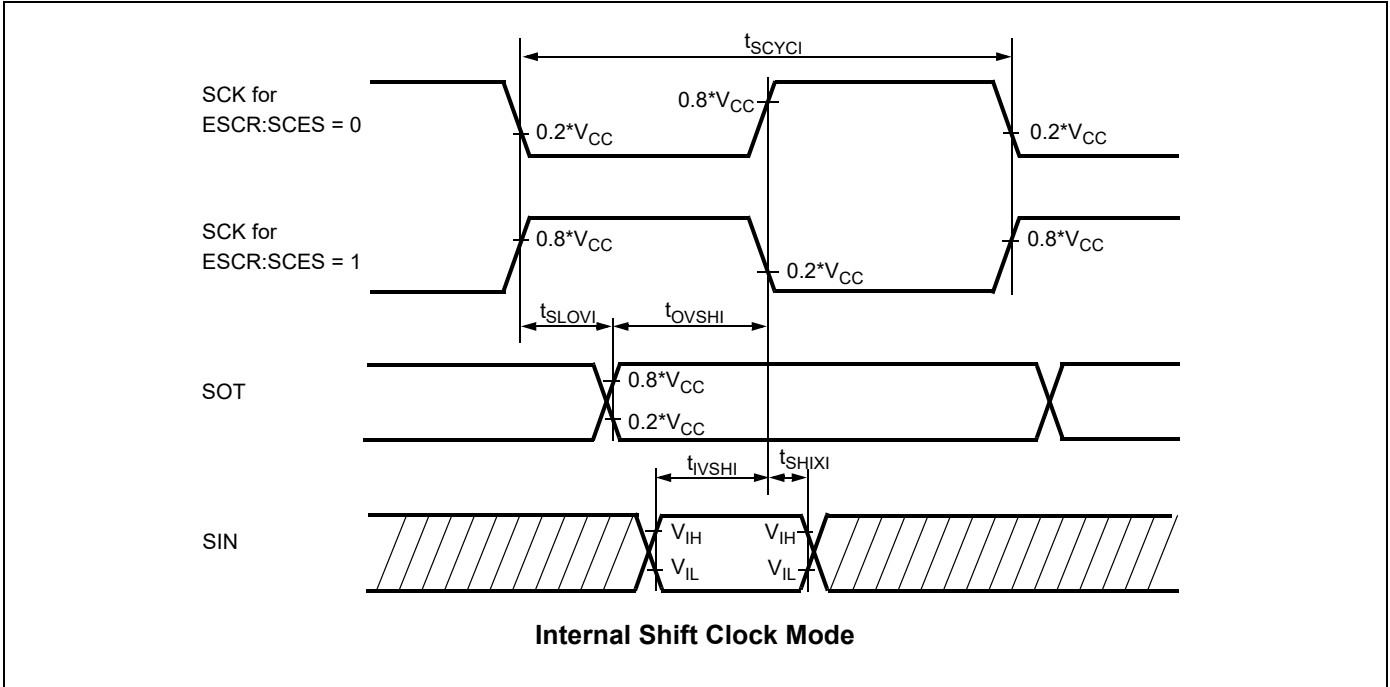 tSCYCI
SCK for
ESCR:SCES = 0
0.8*VCC
0.2*VCC
0.2*VCC
SCK for
ESCR:SCES = 1
0.8*VCC
0.8*VCC
0.2*VCC
tSLOVI
tOVSHI
SOT
0.8*VCC
0.2*VCC
tIVSHI
tSHIXI
SIN
VIH
VIH
VIL
VIL
Internal Shift Clock Mode